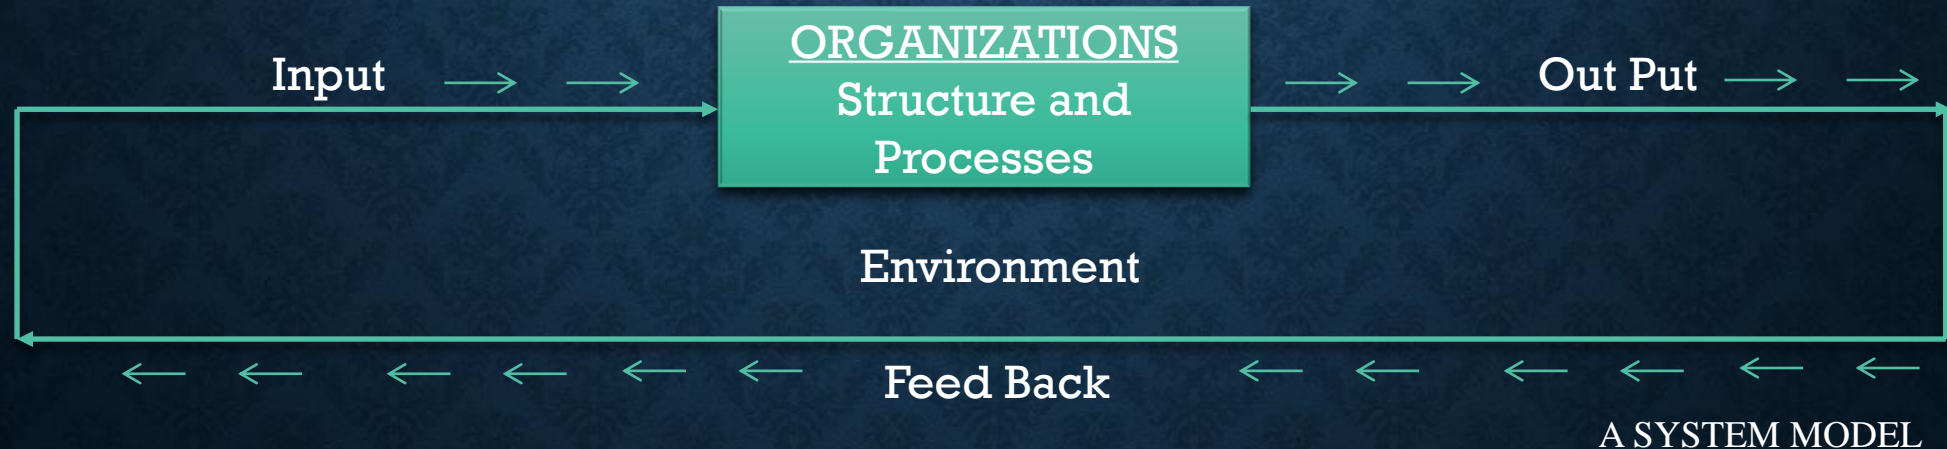 Input
ORGANIZATIONS
Structure and
Processes
Out Put
Environment
Feed Back
A SYSTEM MODEL